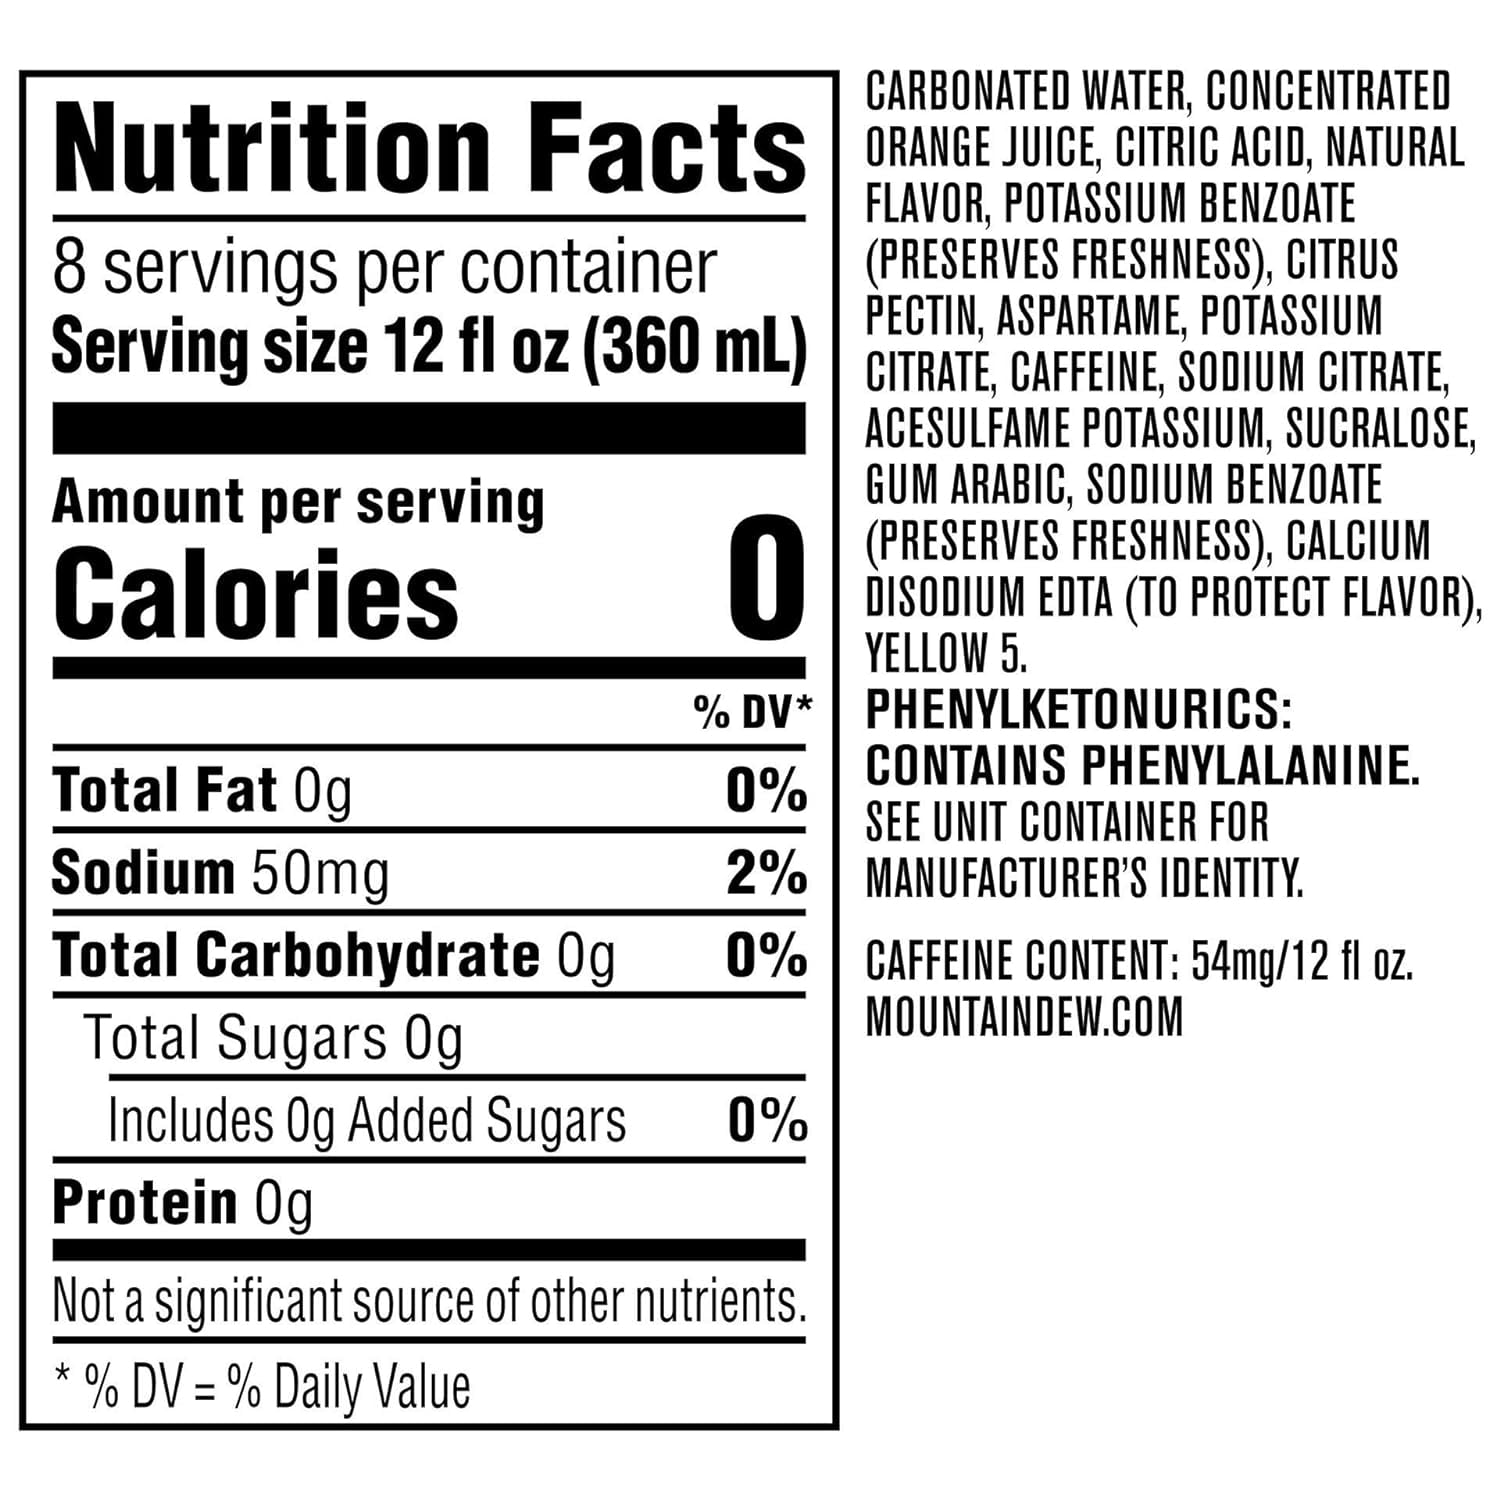 Nutrition Facts
8 servings per container
Serving size 12 fl oz (360 mL)
Amount per serving
Calories 0
% DV*
Total Fat 0g 0%
Sodium 50mg 2%
Total Carbohydrate 0g 0%
Total Sugars 0g
Includes 0g Added Sugars 0%
Protein 0g
Not a significant source of other nutrients.
* % DV = % Daily Value
CARBONATED WATER, CONCENTRATED
ORANGE JUICE, CITRIC ACID, NATURAL
FLAVOR, POTASSIUM BENZOATE
(PRESERVES FRESHNESS), CITRUS
PECTIN, ASPARTAME, POTASSIUM
CITRATE, CAFFEINE, SODIUM CITRATE,
ACESULFAME POTASSIUM, SUCRALOSE,
GUM ARABIC, SODIUM BENZOATE
(PRESERVES FRESHNESS), CALCIUM
DISODIUM EDTA (TO PROTECT FLAVOR),
YELLOW 5.
PHENYLKETONURICS:
CONTAINS PHENYLALANINE.
SEE UNIT CONTAINER FOR
MANUFACTURER'S IDENTITY.
CAFFEINE CONTENT: 54mg/12 fl oz.
MOUNTAINDEW.COM